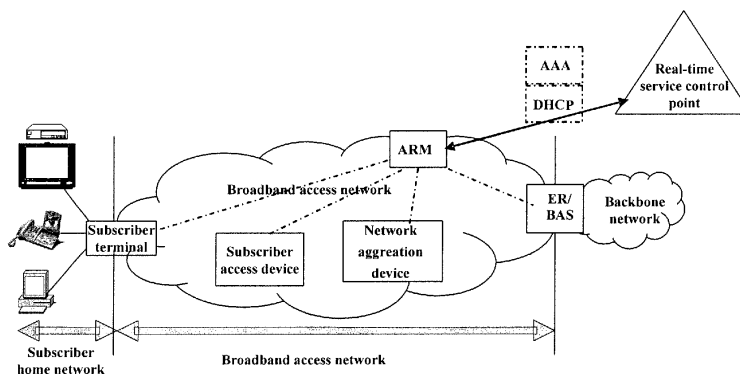 AAA
DHCP
Real-time
service control
point
ARM
Broadband access network
ER/
BAS
Backbone
network
Subscriber
terminal
Subscriber
access device
Network
aggreation
device
Subscriber
home network
Broadband access network